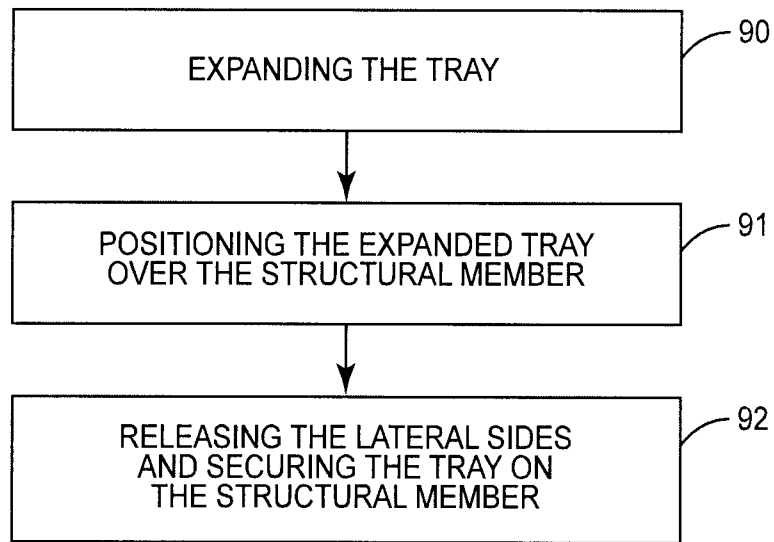 90
EXPANDING THE TRAY
91
POSITIONING THE EXPANDED TRAY
OVER THE STRUCTURAL MEMBER
92
RELEASING THE LATERAL SIDES
AND SECURING THE TRAY ON
THE STRUCTURAL MEMBER